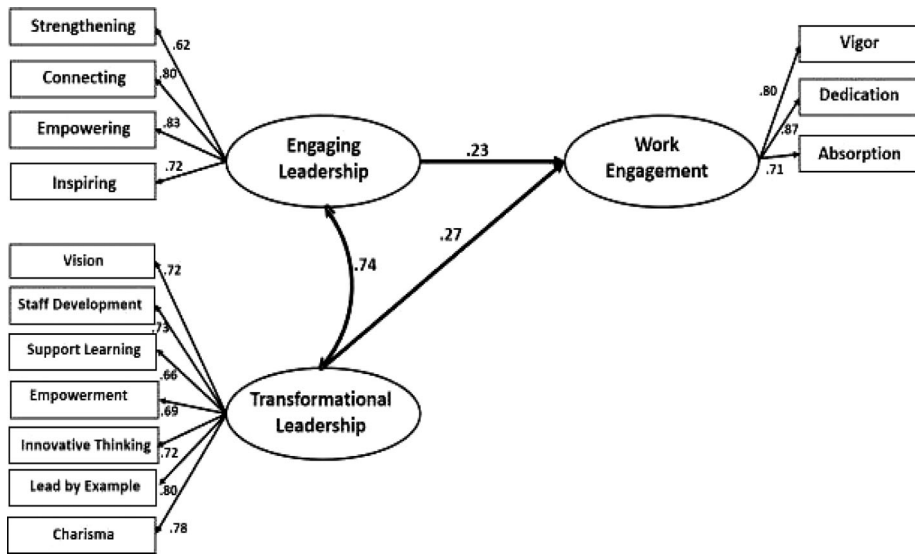 Strengthening
.62
Connecting
.80
Empowering
.83
Inspiring
.72
Engaging
Leadership
.23
Work
Engagement
Vigor
.80
Dedication
.87
Absorption
.71
.74
.27
Vision
.72
Staff Development
.73
Support Learning
.66
Empowerment
.69
Innovative Thinking
.72
Lead by Example
.80
Charisma
.78
Transformational
Leadership